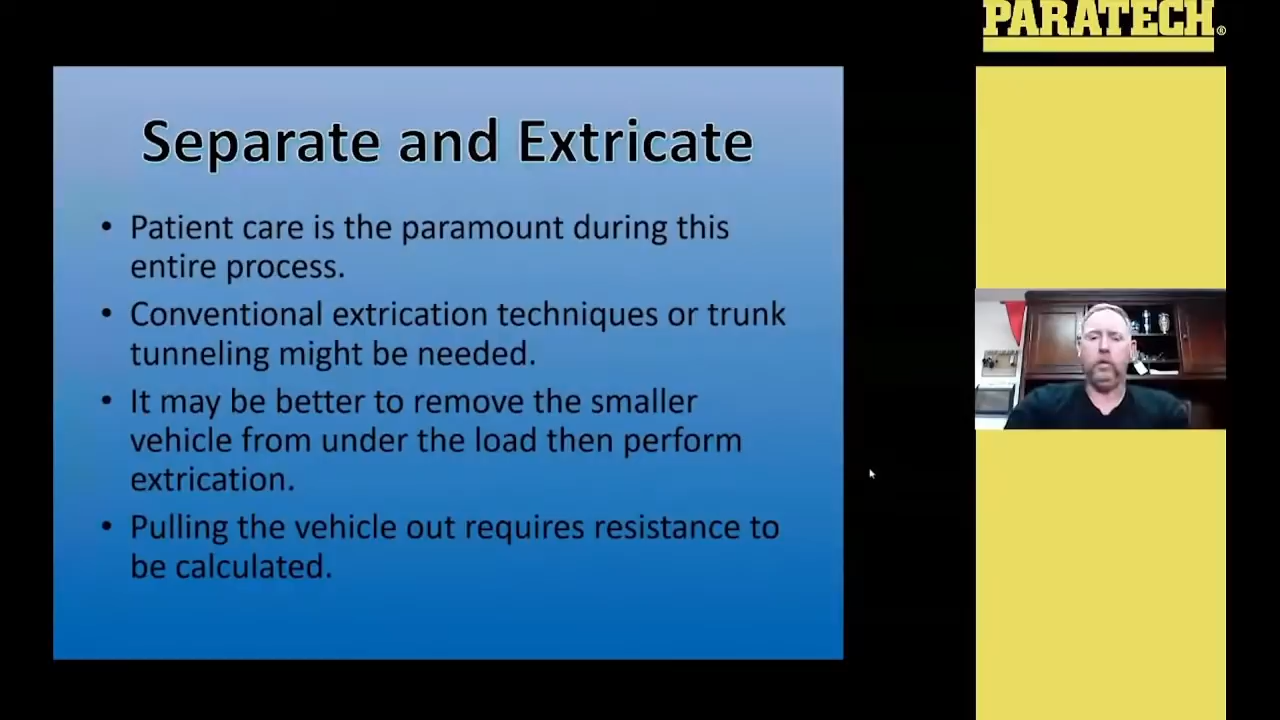 PARATECH®
Separate and Extricate
• Patient care is the paramount during this
entire process.
• Conventional extrication techniques or trunk
tunneling might be needed.
• It may be better to remove the smaller
vehicle from under the load then perform
extrication.
• Pulling the vehicle out requires resistance to
be calculated.